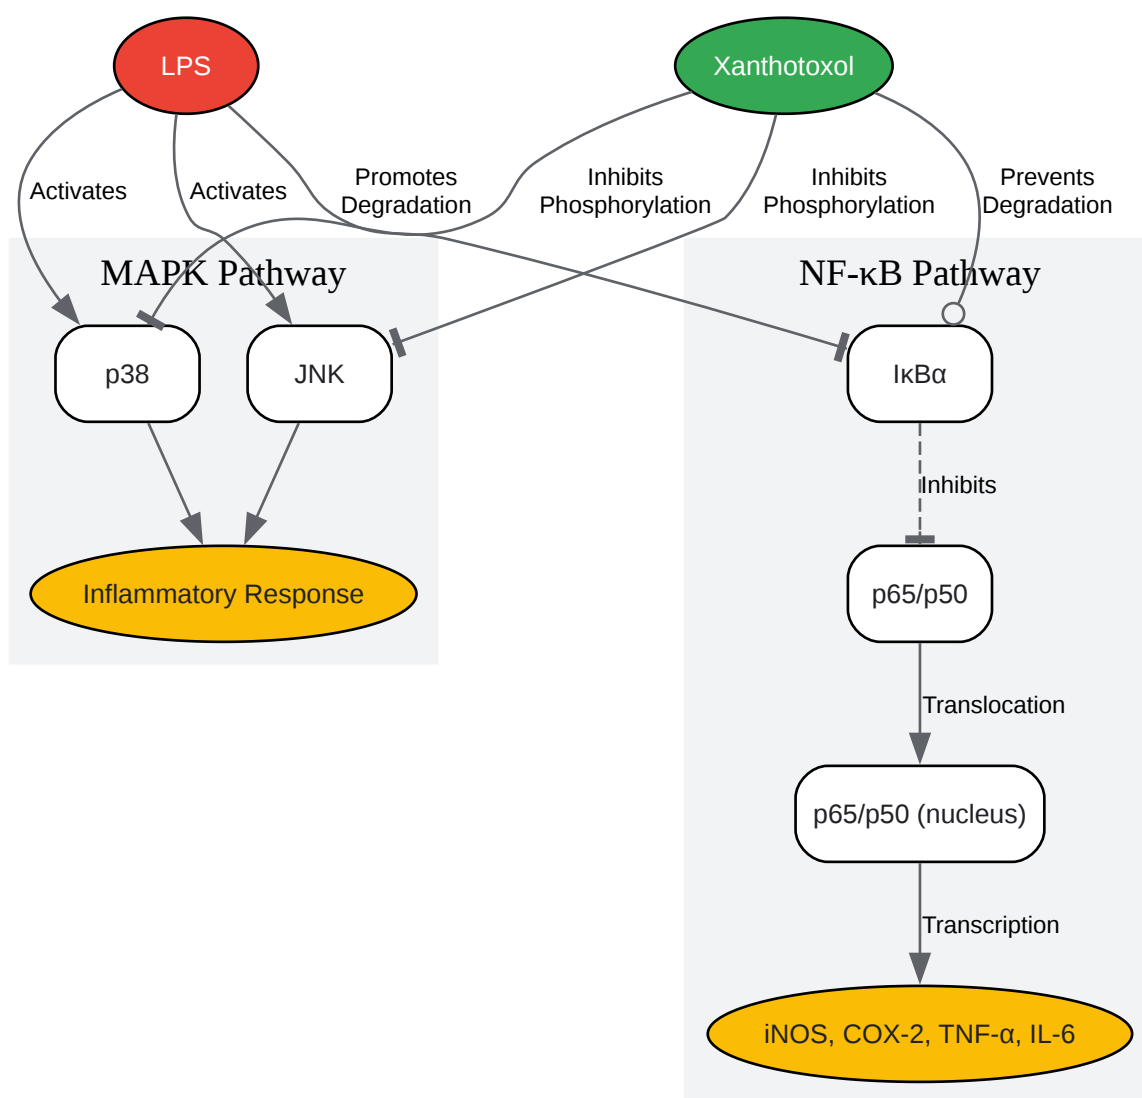 LPS
Xanthotoxol
Activates
Activates
Promotes
Degradation
Inhibits
Phosphorylation
Inhibits
Phosphorylation
Prevents
Degradation
MAPK Pathway
NF-κB Pathway
p38
JNK
IκBα
Inhibits
Inflammatory Response
p65/p50
Translocation
p65/p50 (nucleus)
Transcription
iNOS, COX-2, TNF-α, IL-6